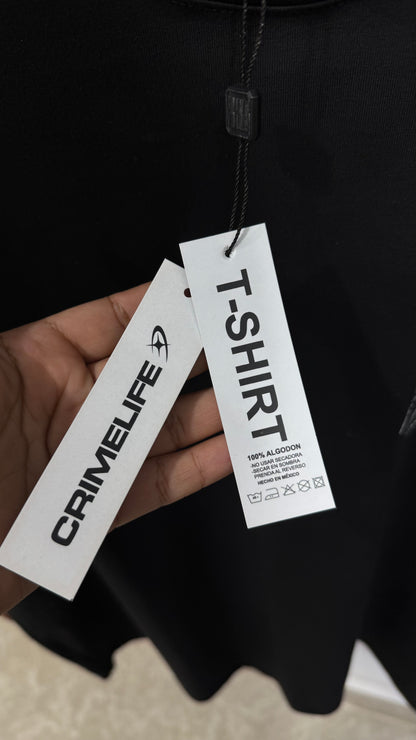 CRIMELIFE
T-SHIRT
100% ALGODON
-NO USAR SECADORA
-SECAR EN SOMBRA
PRENDA AL REVERSO
HECHO EN MÉXICO